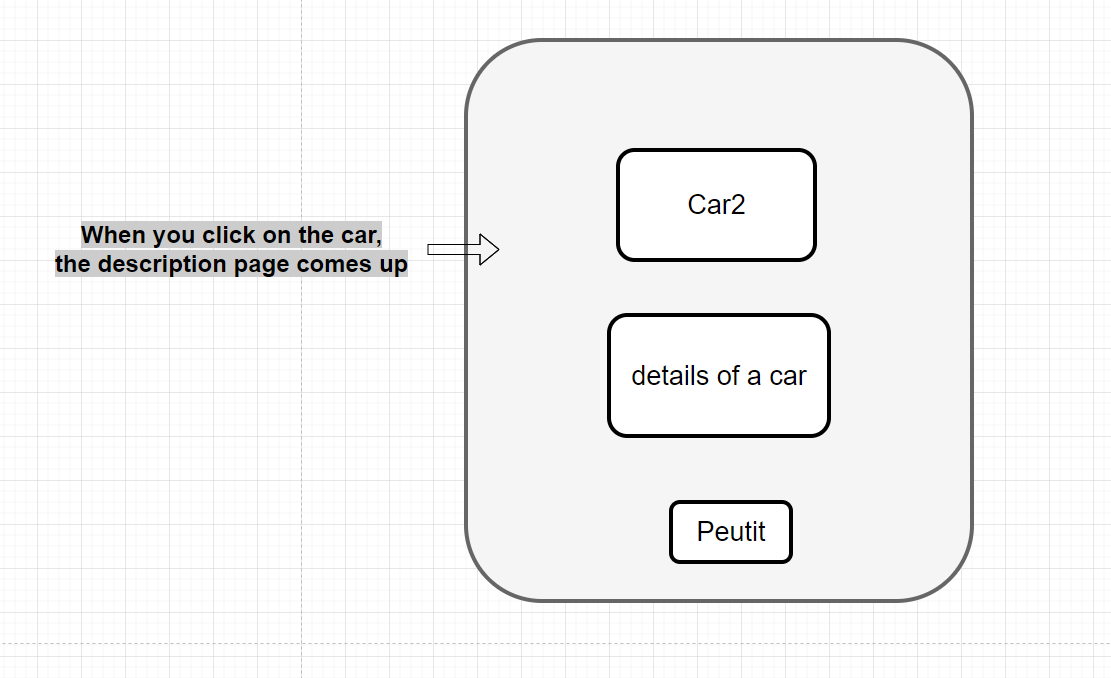 When you click on the car,
the description page comes up
Car2
details of a car
Peutit